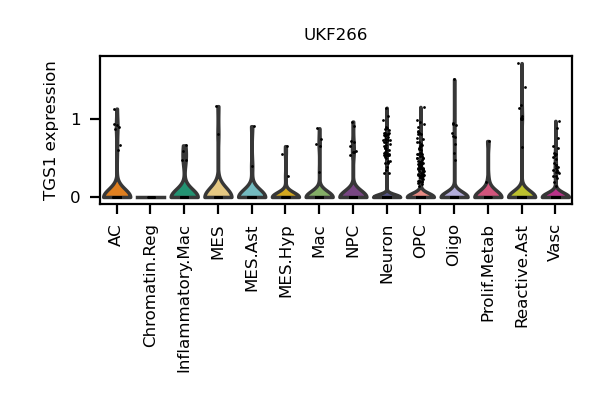 UKF266
TGS1 expression
1
0
AC
Chromatin.Reg
Inflammatory.Mac
MES
MES.Ast
MES.Hyp
Mac
NPC
Neuron
OPC
Oligo
Prolif.Metab
Reactive.Ast
Vasc